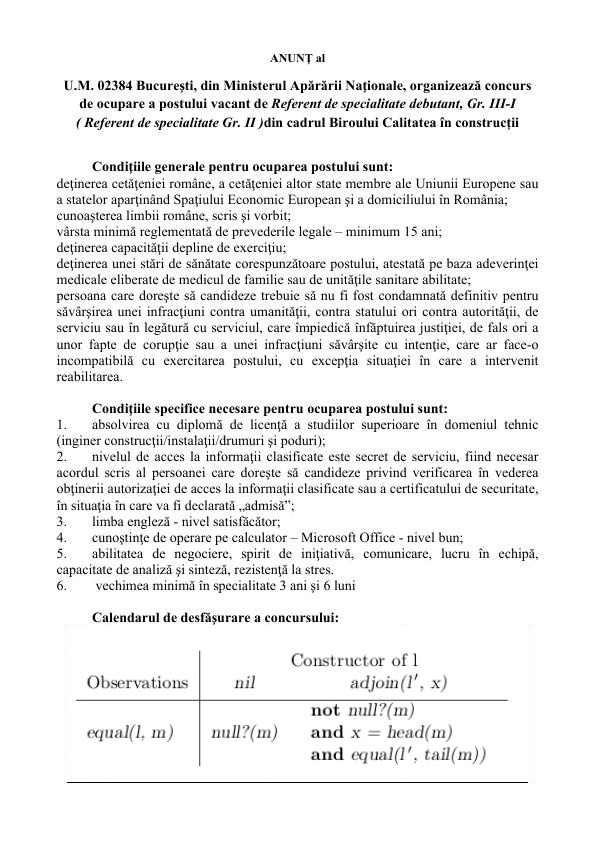 ANUNŢ al
U.M. 02384 Bucureşti, din Ministerul Apărării Naţionale, organizează concurs
de ocupare a postului vacant de Referent de specialitate debutant, Gr. III-I
( Referent de specialitate Gr. II )din cadrul Biroului Calitatea în construcţii
Condiţiile generale pentru ocuparea postului sunt:
deţinerea cetăţeniei române, a cetăţeniei altor state membre ale Uniunii Europene sau
a statelor aparţinând Spaţiului Economic European şi a domiciliului în România;
cunoaşterea limbii române, scris şi vorbit;
vârsta minimă reglementată de prevederile legale – minimum 15 ani;
deţinerea capacităţii depline de exerciţiu;
deţinerea unei stări de sănătate corespunzătoare postului, atestată pe baza adeverinţei
medicale eliberate de medicul de familie sau de unităţile sanitare abilitate;
persoana care doreşte să candideze trebuie să nu fi fost condamnată definitiv pentru
săvârşirea unei infracţiuni contra umanităţii, contra statului ori contra autorităţii, de
serviciu sau în legătură cu serviciul, care împiedică înfăptuirea justiţiei, de fals ori a
unor fapte de corupţie sau a unei infracţiuni săvârşite cu intenţie, care ar face-o
incompatibilă cu exercitarea postului, cu excepţia situaţiei în care a intervenit
reabilitarea.
Condiţiile specifice necesare pentru ocuparea postului sunt:
1. absolvirea cu diplomă de licenţă a studiilor superioare în domeniul tehnic
(inginer construcţii/instalaţii/drumuri şi poduri);
2. nivelul de acces la informaţii clasificate este secret de serviciu, fiind necesar
acordul scris al persoanei care doreşte să candideze privind verificarea în vederea
obţinerii autorizaţiei de acces la informaţii clasificate sau a certificatului de securitate,
în situaţia în care va fi declarată „admisă”;
3. limba engleză - nivel satisfăcător;
4. cunoştinţe de operare pe calculator – Microsoft Office - nivel bun;
5. abilitatea de negociere, spirit de iniţiativă, comunicare, lucru în echipă,
capacitate de analiză şi sinteză, rezistenţă la stres.
6. vechimea minimă în specialitate 3 ani şi 6 luni
Calendarul de desfăşurare a concursului:
Constructor of l
Observations nil adjoin(l′, x)
not null?(m)
equal(l, m) null?(m) and x = head(m)
and equal(l′, tail(m))